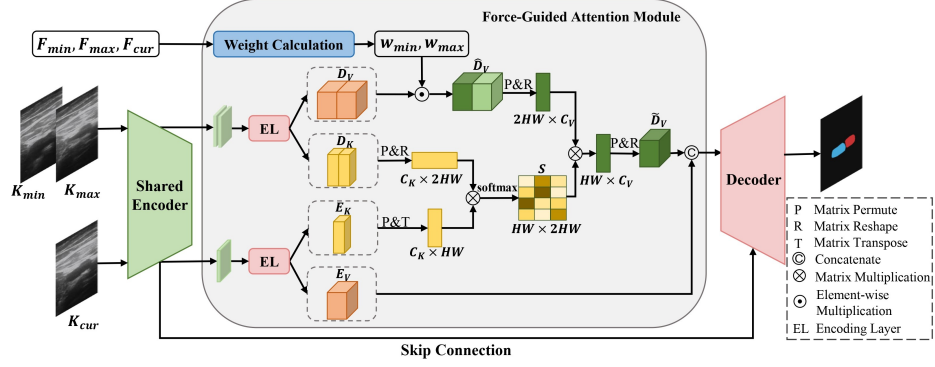 Force-Guided Attention Module
F_min, F_max, F_cur
Weight Calculation
w_min, w_max
D_V
D̂_V
P&R
2HW × C_V
EL
D_K
P&R
C_K × 2HW
K_min
K_max
Shared
Encoder
softmax
S
HW × 2HW
HW × C_V
P&R
D̃_V
C
Decoder
E_K
P&T
C_K × HW
EL
E_V
K_cur
Skip Connection
P Matrix Permute
R Matrix Reshape
T Matrix Transpose
© Concatenate
⊗ Matrix Multiplication
⊙ Element-wise
Multiplication
EL Encoding Layer